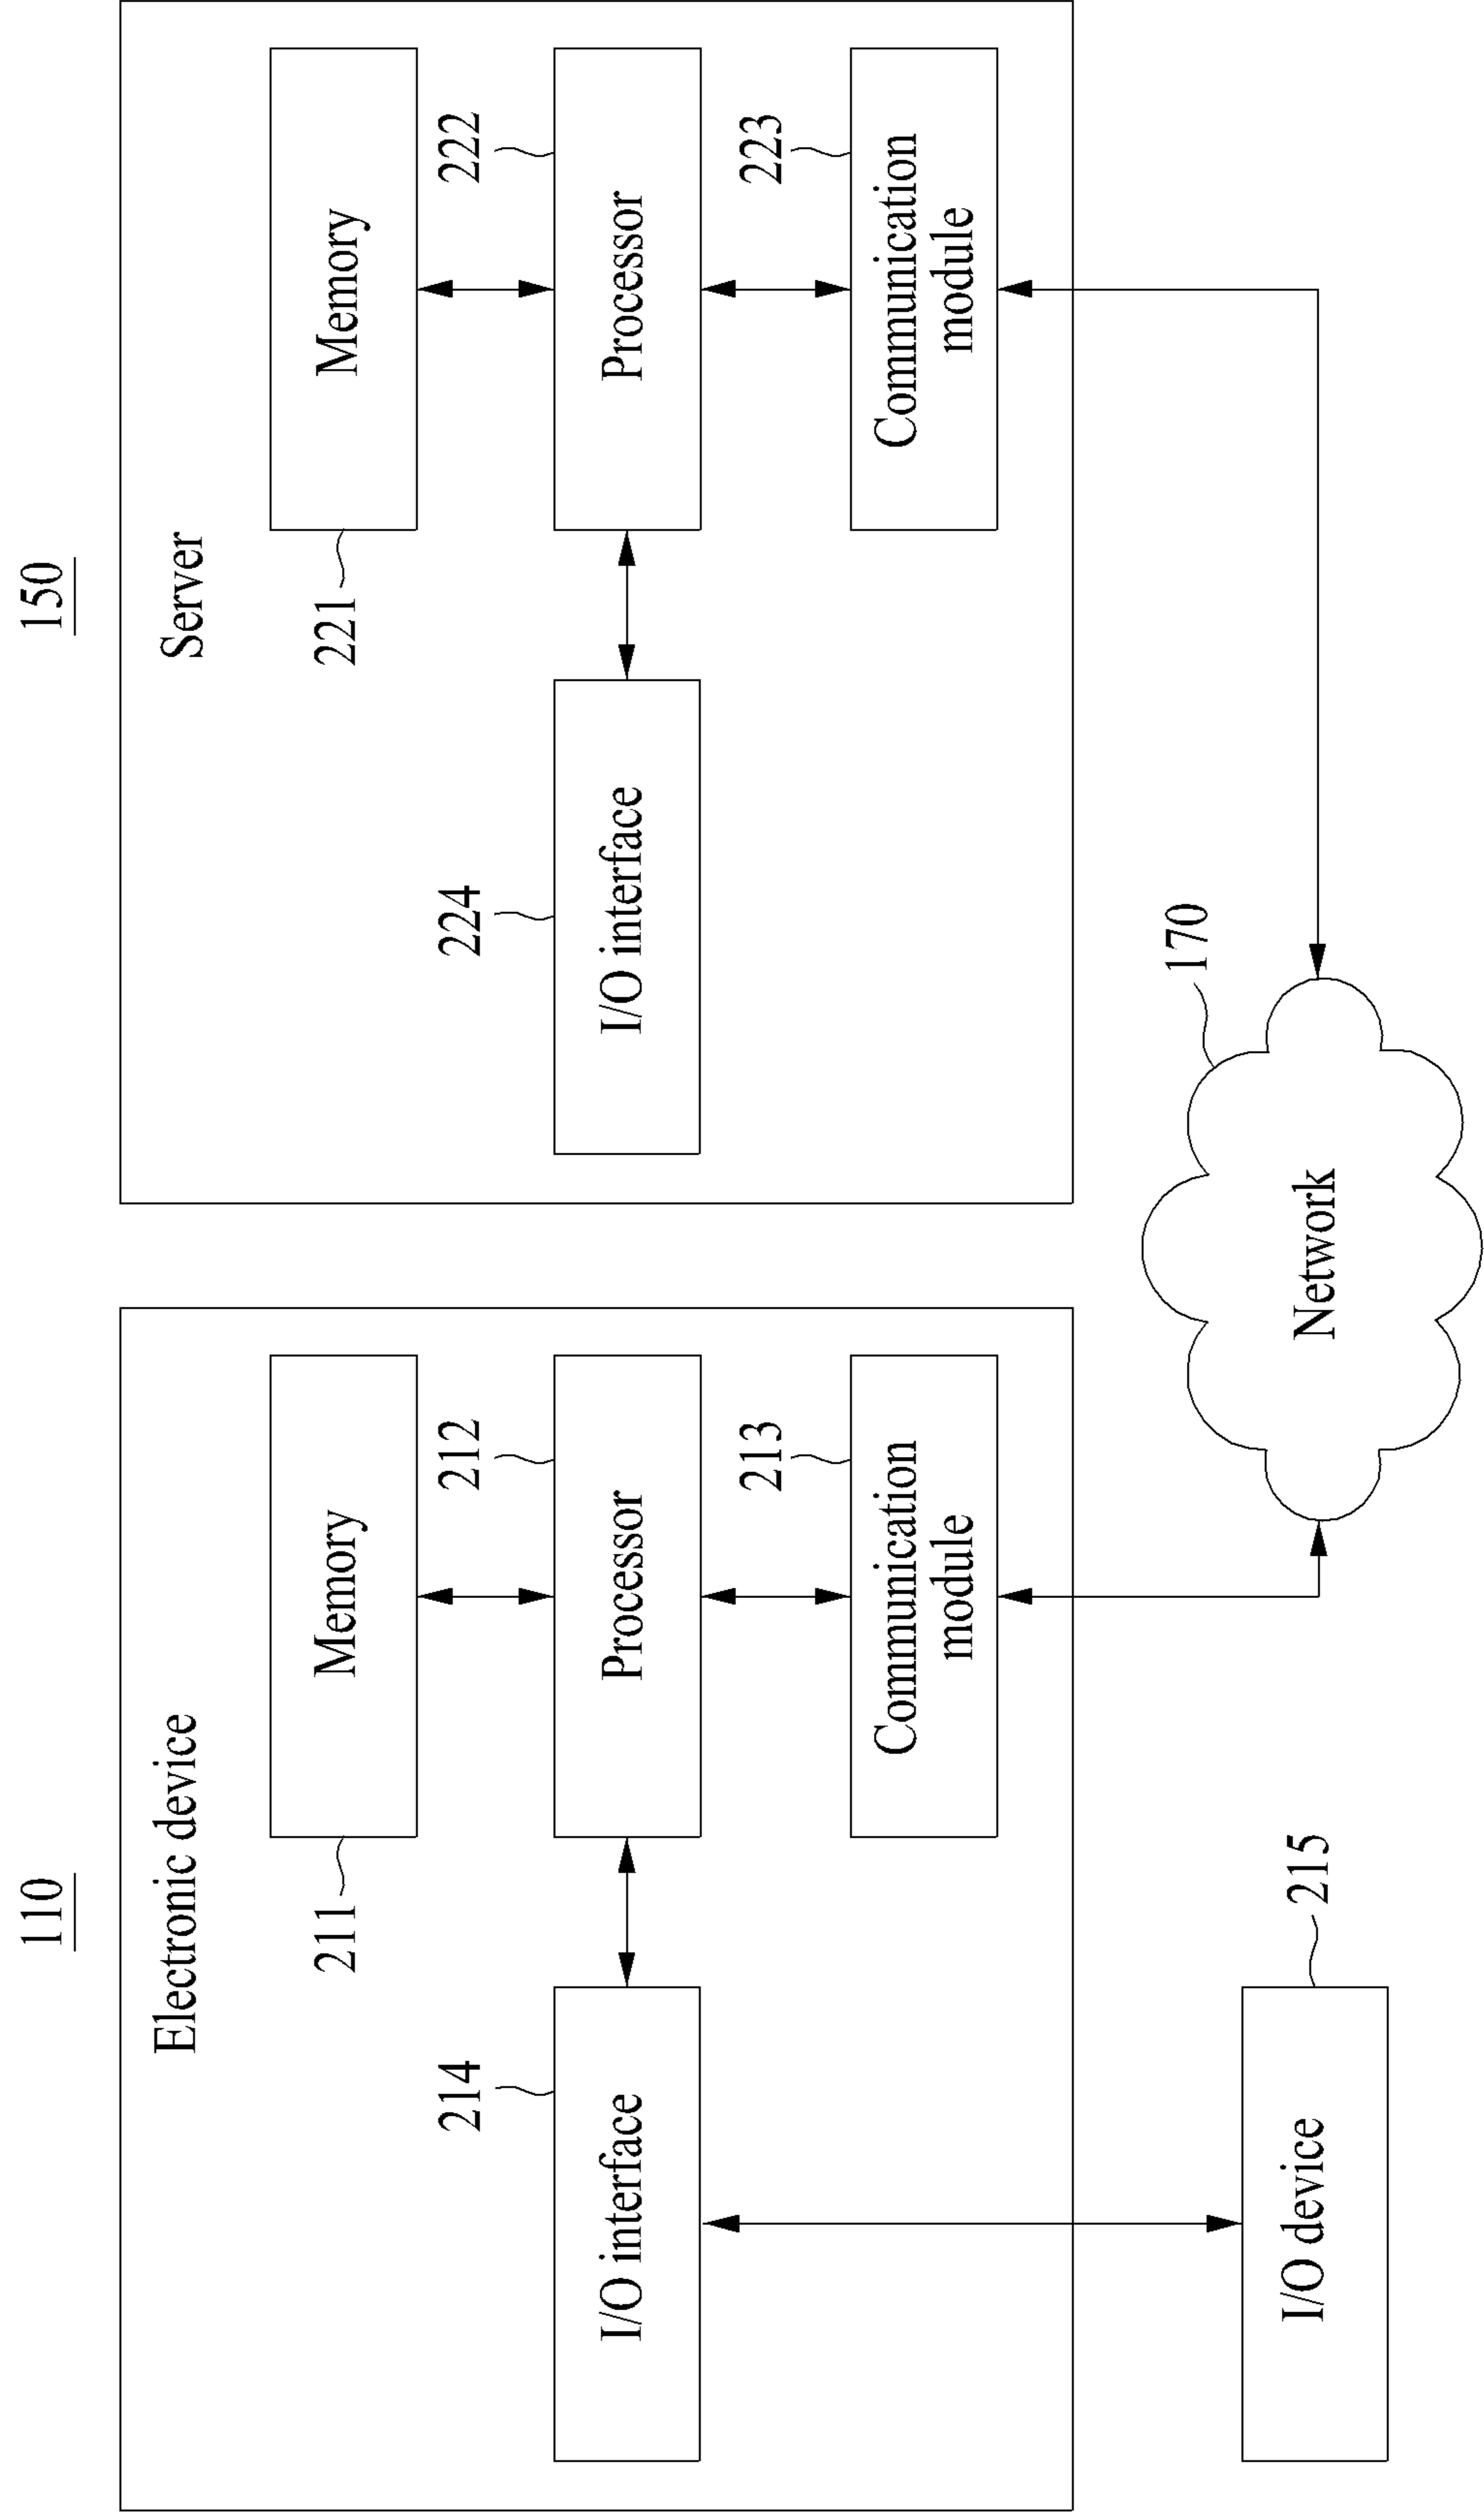 110
Electronic device
211
Memory
212
214
I/O interface
Processor
213
Communication
module
215
I/O device
150
Server
221
Memory
222
224
I/O interface
Processor
223
Communication
module
170
Network